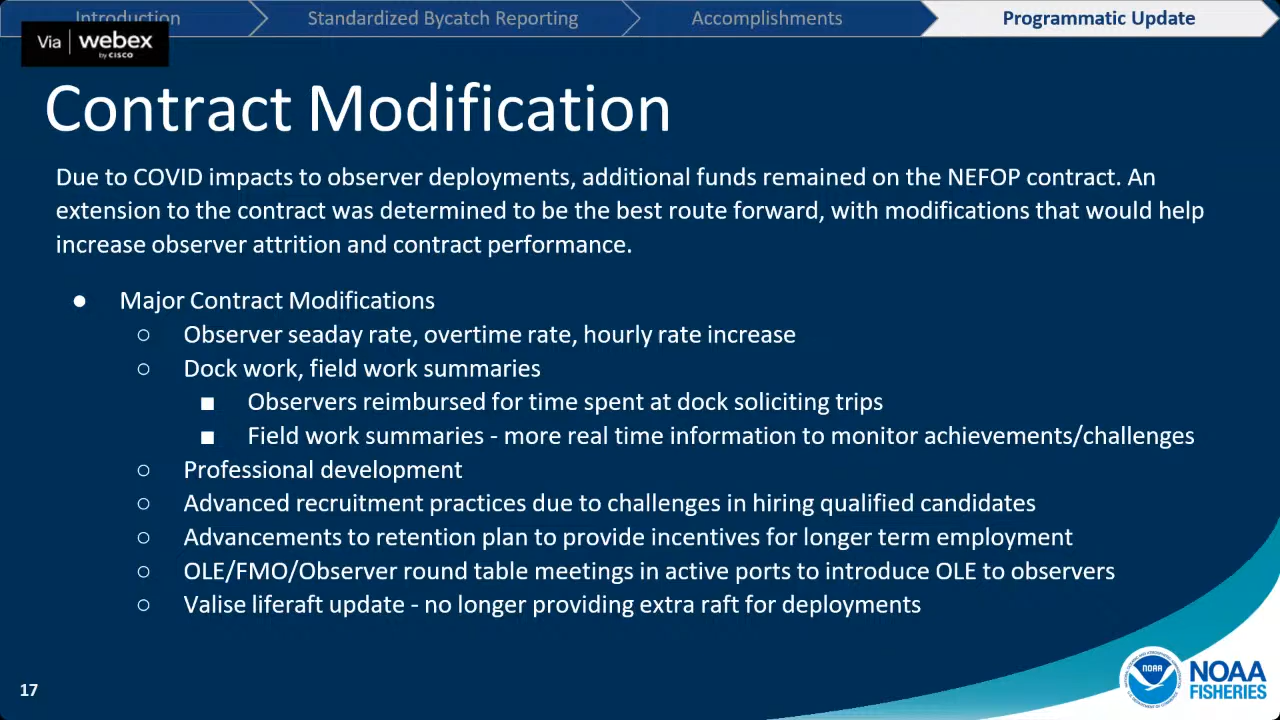 Introduction
Standardized Bycatch Reporting
Accomplishments
Programmatic Update
Via webex
by CISCO
Contract Modification
Due to COVID impacts to observer deployments, additional funds remained on the NEFOP contract. An
extension to the contract was determined to be the best route forward, with modifications that would help
increase observer attrition and contract performance.
● Major Contract Modifications
○ Observer seaday rate, overtime rate, hourly rate increase
○ Dock work, field work summaries
■ Observers reimbursed for time spent at dock soliciting trips
■ Field work summaries - more real time information to monitor achievements/challenges
○ Professional development
○ Advanced recruitment practices due to challenges in hiring qualified candidates
○ Advancements to retention plan to provide incentives for longer term employment
○ OLE/FMO/Observer round table meetings in active ports to introduce OLE to observers
○ Valise liferaft update - no longer providing extra raft for deployments
17
NOAA
NOAA
FISHERIES